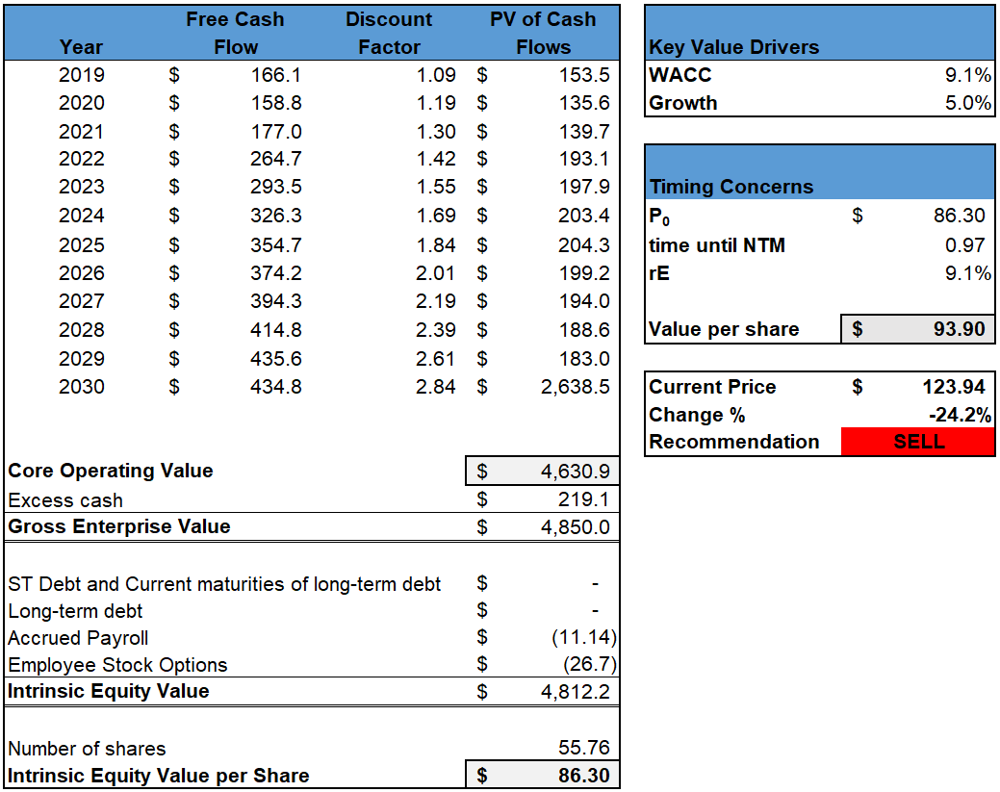 Free Cash Discount PV of Cash
Year Flow Factor Flows
2019 $ 166.1 1.09 $ 153.5
2020 $ 158.8 1.19 $ 135.6
2021 $ 177.0 1.30 $ 139.7
2022 $ 264.7 1.42 $ 193.1
2023 $ 293.5 1.55 $ 197.9
2024 $ 326.3 1.69 $ 203.4
2025 $ 354.7 1.84 $ 204.3
2026 $ 374.2 2.01 $ 199.2
2027 $ 394.3 2.19 $ 194.0
2028 $ 414.8 2.39 $ 188.6
2029 $ 435.6 2.61 $ 183.0
2030 $ 434.8 2.84 $ 2,638.5
Core Operating Value $ 4,630.9
Excess cash $ 219.1
Gross Enterprise Value $ 4,850.0
ST Debt and Current maturities of long-term debt $ -
Long-term debt $ -
Accrued Payroll $ (11.14)
Employee Stock Options $ (26.7)
Intrinsic Equity Value $ 4,812.2
Number of shares 55.76
Intrinsic Equity Value per Share $ 86.30
Key Value Drivers
WACC 9.1%
Growth 5.0%
Timing Concerns
P₀ $ 86.30
time until NTM 0.97
rE 9.1%
Value per share $ 93.90
Current Price $ 123.94
Change % -24.2%
Recommendation SELL